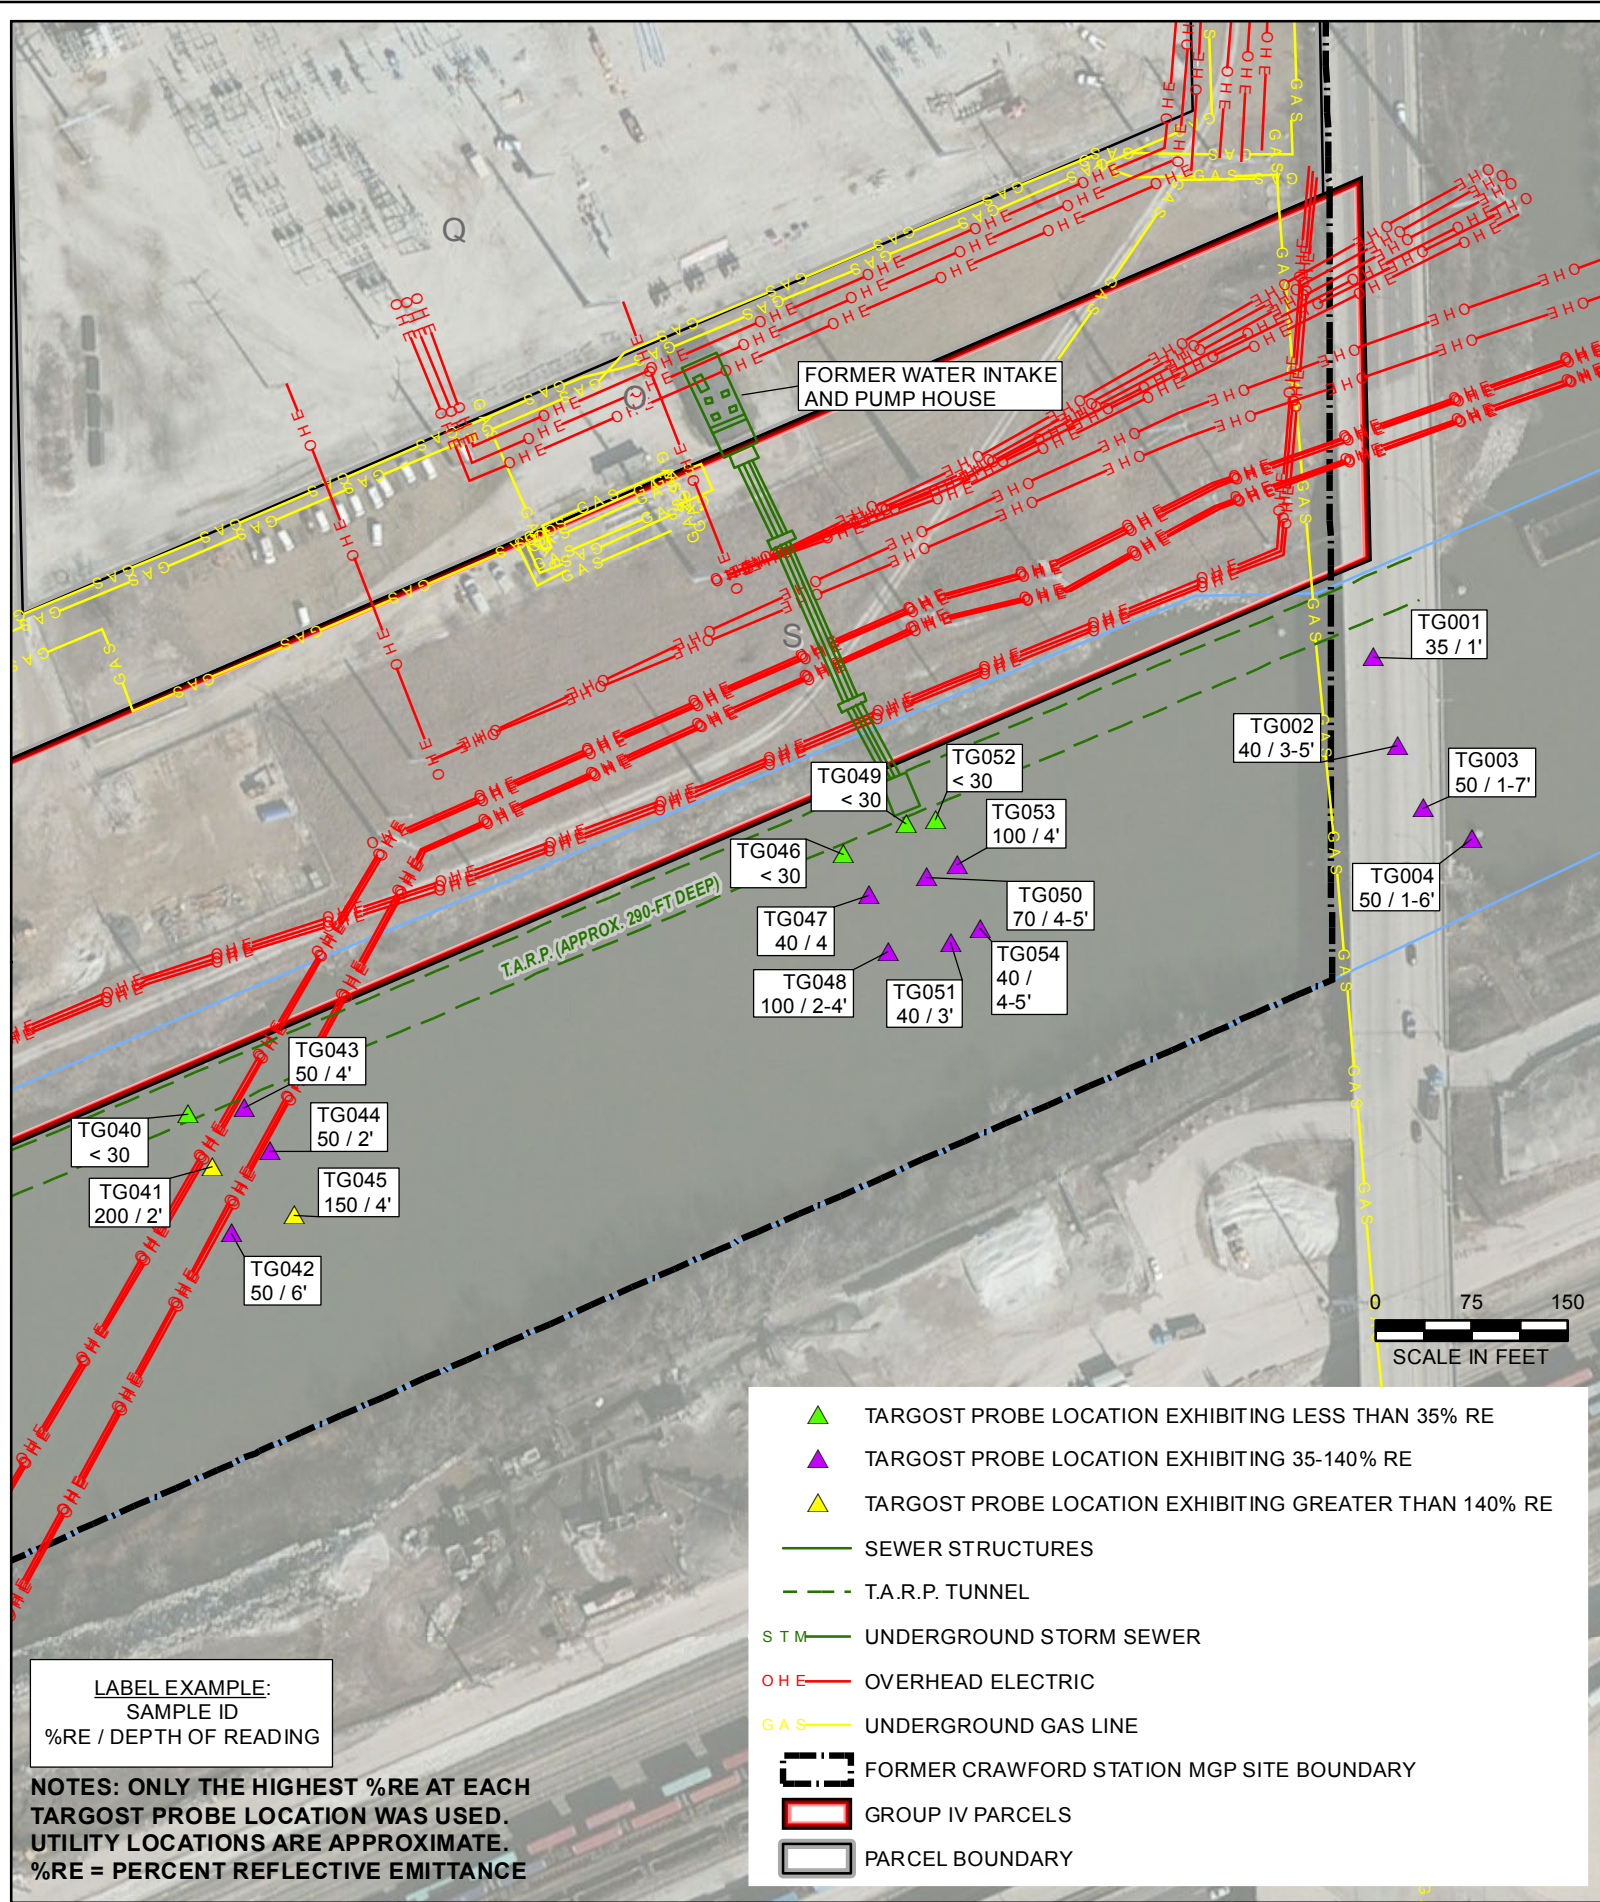 Q
O
S
FORMER WATER INTAKE
AND PUMP HOUSE
TG001
35 / 1'
TG002
40 / 3-5'
TG003
50 / 1-7'
TG004
50 / 1-6'
TG052
< 30
TG049
< 30
TG053
100 / 4'
TG046
< 30
TG050
70 / 4-5'
TG047
40 / 4
TG054
40 /
4-5'
TG048
100 / 2-4'
TG051
40 / 3'
T.A.R.P. (APPROX. 290-FT DEEP)
TG043
50 / 4'
TG044
50 / 2'
TG040
< 30
TG045
150 / 4'
TG041
200 / 2'
TG042
50 / 6'
0 75 150
SCALE IN FEET
TARGOST PROBE LOCATION EXHIBITING LESS THAN 35% RE
TARGOST PROBE LOCATION EXHIBITING 35-140% RE
TARGOST PROBE LOCATION EXHIBITING GREATER THAN 140% RE
SEWER STRUCTURES
T.A.R.P. TUNNEL
STM UNDERGROUND STORM SEWER
OHE OVERHEAD ELECTRIC
GAS UNDERGROUND GAS LINE
FORMER CRAWFORD STATION MGP SITE BOUNDARY
GROUP IV PARCELS
PARCEL BOUNDARY
LABEL EXAMPLE:
SAMPLE ID
%RE / DEPTH OF READING
NOTES: ONLY THE HIGHEST %RE AT EACH
TARGOST PROBE LOCATION WAS USED.
UTILITY LOCATIONS ARE APPROXIMATE.
%RE = PERCENT REFLECTIVE EMITTANCE